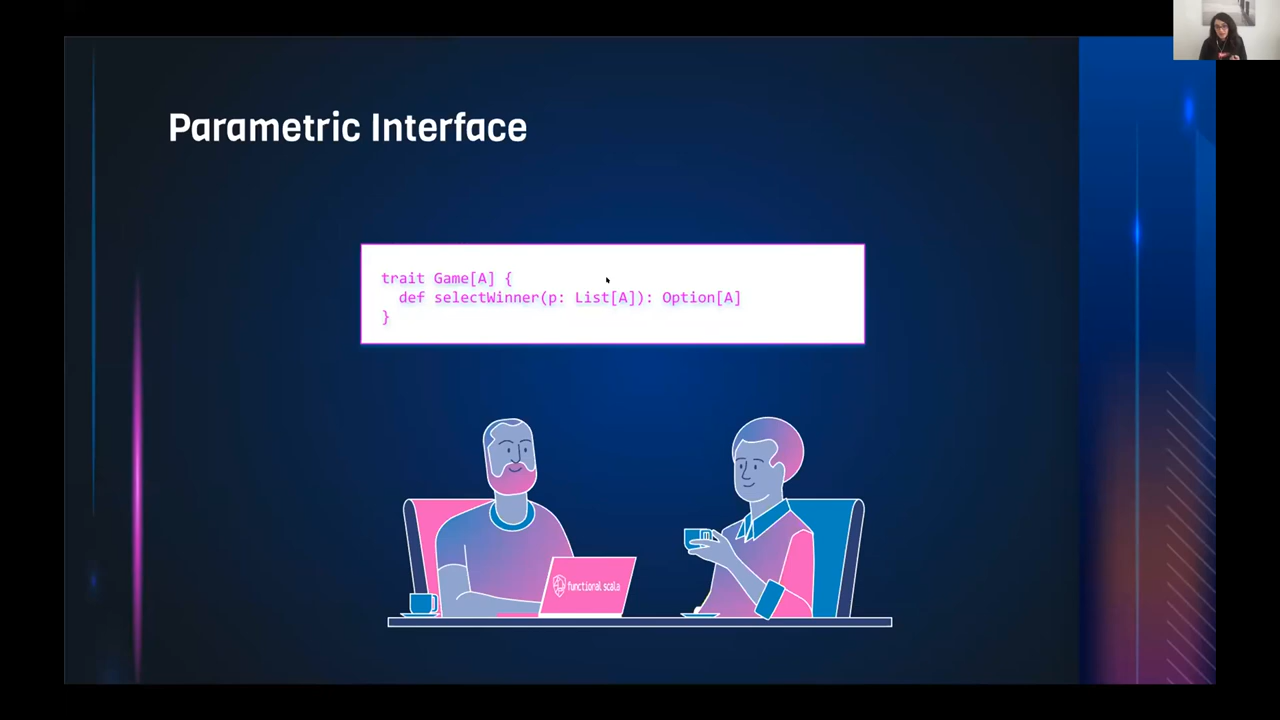 Parametric Interface
trait Game[A] {
def selectWinner(p: List[A]): Option[A]
}
functional scala